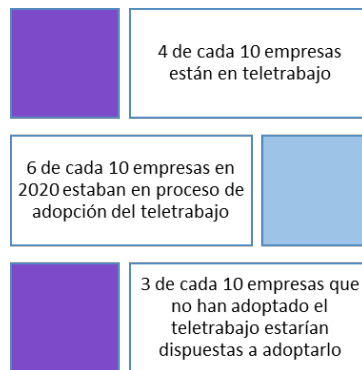 4 de cada 10 empresas
están en teletrabajo
6 de cada 10 empresas en
2020 estaban en proceso de
adopción del teletrabajo
3 de cada 10 empresas que
no han adoptado el
teletrabajo estarían
dispuestas a adoptarlo